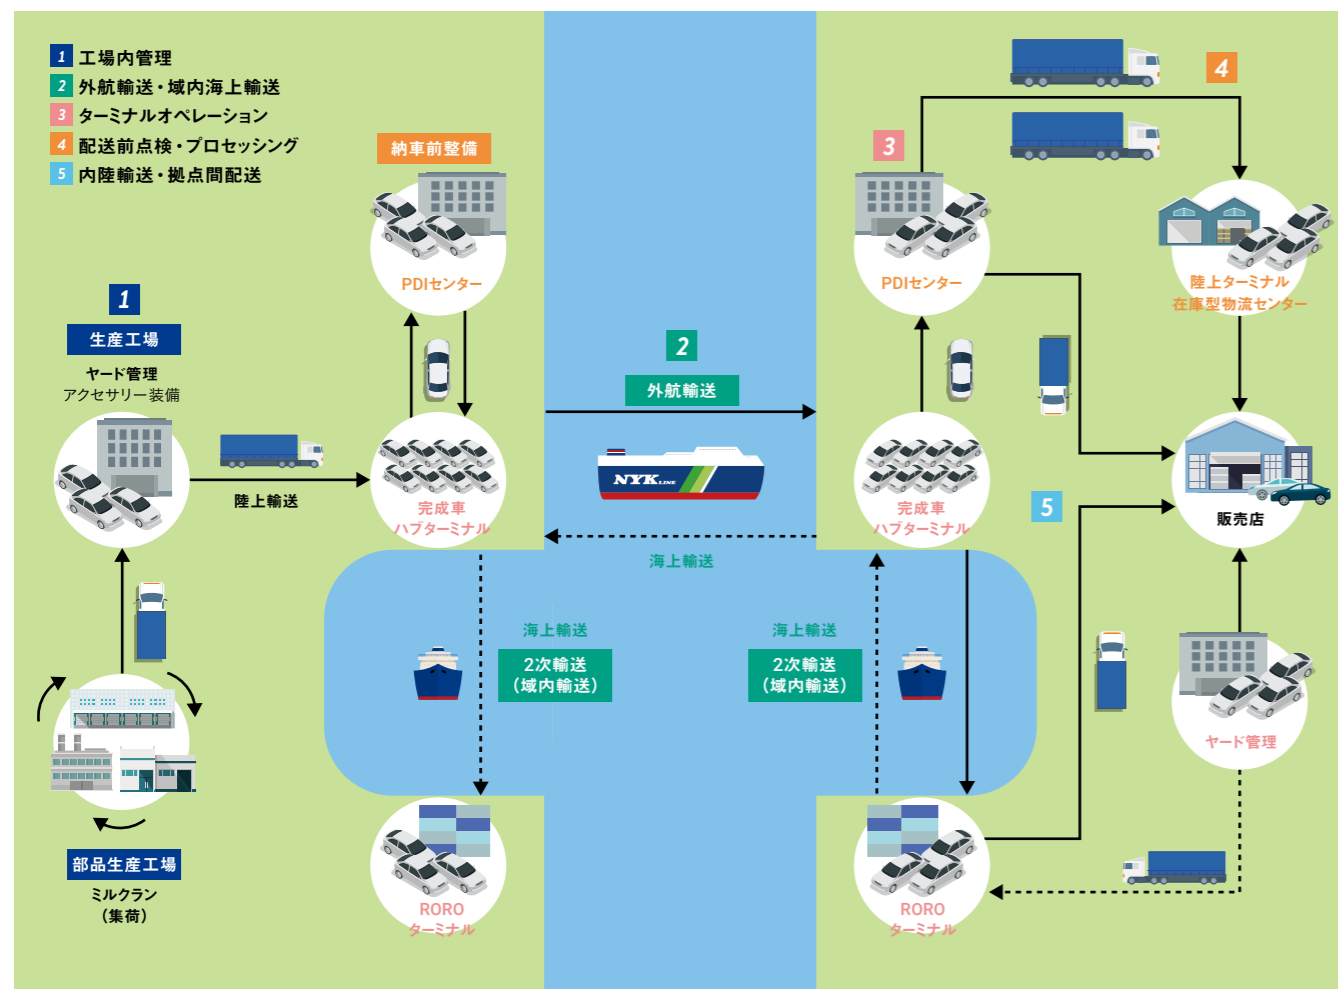 1 工場内管理
2 外航輸送・域内海上輸送
3 ターミナルオペレーション
4 配送前点検・プロセッシング
5 内陸輸送・拠点間配送
納車前整備
PDIセンター
1
生産工場
ヤード管理
アクセサリー装備
陸上輸送
完成車
ハブターミナル
部品生産工場
ミルクラン
（集荷）
2
外航輸送
NYK LINE
海上輸送
海上輸送
2次輸送
（域内輸送）
海上輸送
2次輸送
（域内輸送）
RORO
ターミナル
3
PDIセンター
4
陸上ターミナル
在庫型物流センター
完成車
ハブターミナル
5
販売店
ヤード管理
RORO
ターミナル